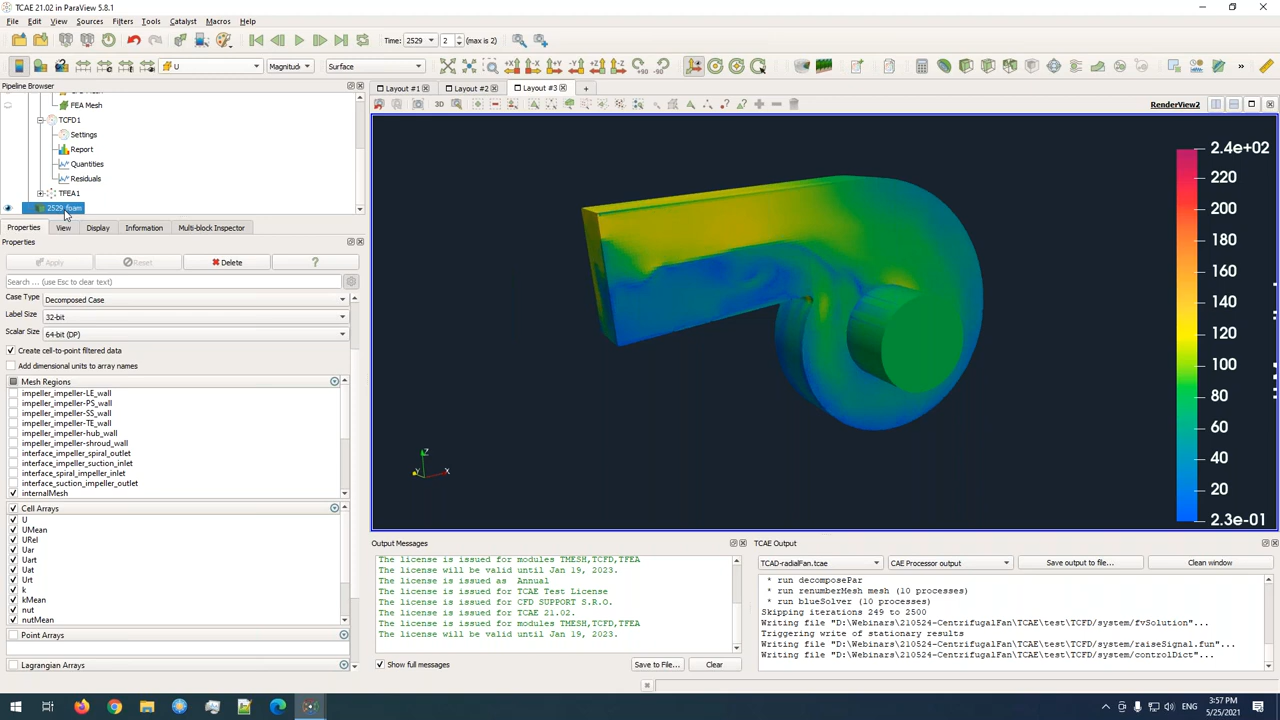 TCAE 21.02 in ParaView 5.8.1
File Edit View Sources Filters Tools Catalyst Macros Help
Time: 2529 2 (max is 2)
U Magnitude Surface
Pipeline Browser
Layout #1 Layout #2 Layout #3 +
3D RenderView2
FEA Mesh
TCFD1
Settings
Report
Quantities
Residuals
TFEA1
2529.foam
Properties View Display Information Multi-block Inspector
Properties
Apply Reset Delete ?
Search ... (use Esc to clear text)
Case Type Decomposed Case
Label Size 32-bit
Scalar Size 64-bit (DP)
Create cell-to-point filtered data
Add dimensional units to array names
Mesh Regions
impeller_impeller-LE_wall
impeller_impeller-PS_wall
impeller_impeller-SS_wall
impeller_impeller-TE_wall
impeller_impeller-hub_wall
impeller_impeller-shroud_wall
interface_impeller_spiral_outlet
interface_impeller_suction_inlet
interface_spiral_impeller_inlet
interface_suction_impeller_outlet
internalMesh
Cell Arrays
U
UMean
URel
Uar
Uart
Uat
Urt
k
kMean
nut
nutMean
Point Arrays
Lagrangian Arrays
2.4e+02
220
200
180
160
140
120
100
80
60
40
20
2.3e-01
Z
Y
X
Output Messages
The license is issued for modules TMESH,TCFD,TFEA
The license will be valid until Jan 19, 2023.
The license is issued as Annual
The license is issued for TCAE Test License
The license is issued for CFD SUPPORT S.R.O.
The license is issued for TCAE 21.02.
The license is issued for modules TMESH,TCFD,TFEA
The license will be valid until Jan 19, 2023.
Show full messages Save to File... Clear
TCAE Output
TCAD-radialFan.tcae CAE Processor output Save output to file... Clean window
* run decomposePar
* run renumberMesh mesh (10 processes)
* run blueSolver (10 processes)
Skipping iterations 249 to 2500
Writing file "D:\Webinars\210524-CentrifugalFan\TCAE\test\TCFD/system/fvSolution"...
Triggering write of stationary results
Writing file "D:\Webinars\210524-CentrifugalFan\TCAE\test\TCFD/system/raiseSignal.fun"...
Writing file "D:\Webinars\210524-CentrifugalFan\TCAE\test\TCFD/system/controlDict"...
ENG 3:57 PM
5/25/2021